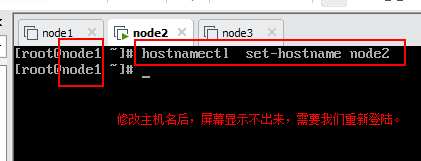 node1 node2 node3
[root@node1 ~]# hostnamectl  set-hostname node2
[root@node1 ~]# _
修改主机名后，屏幕显示不出来，需要我们重新登陆。